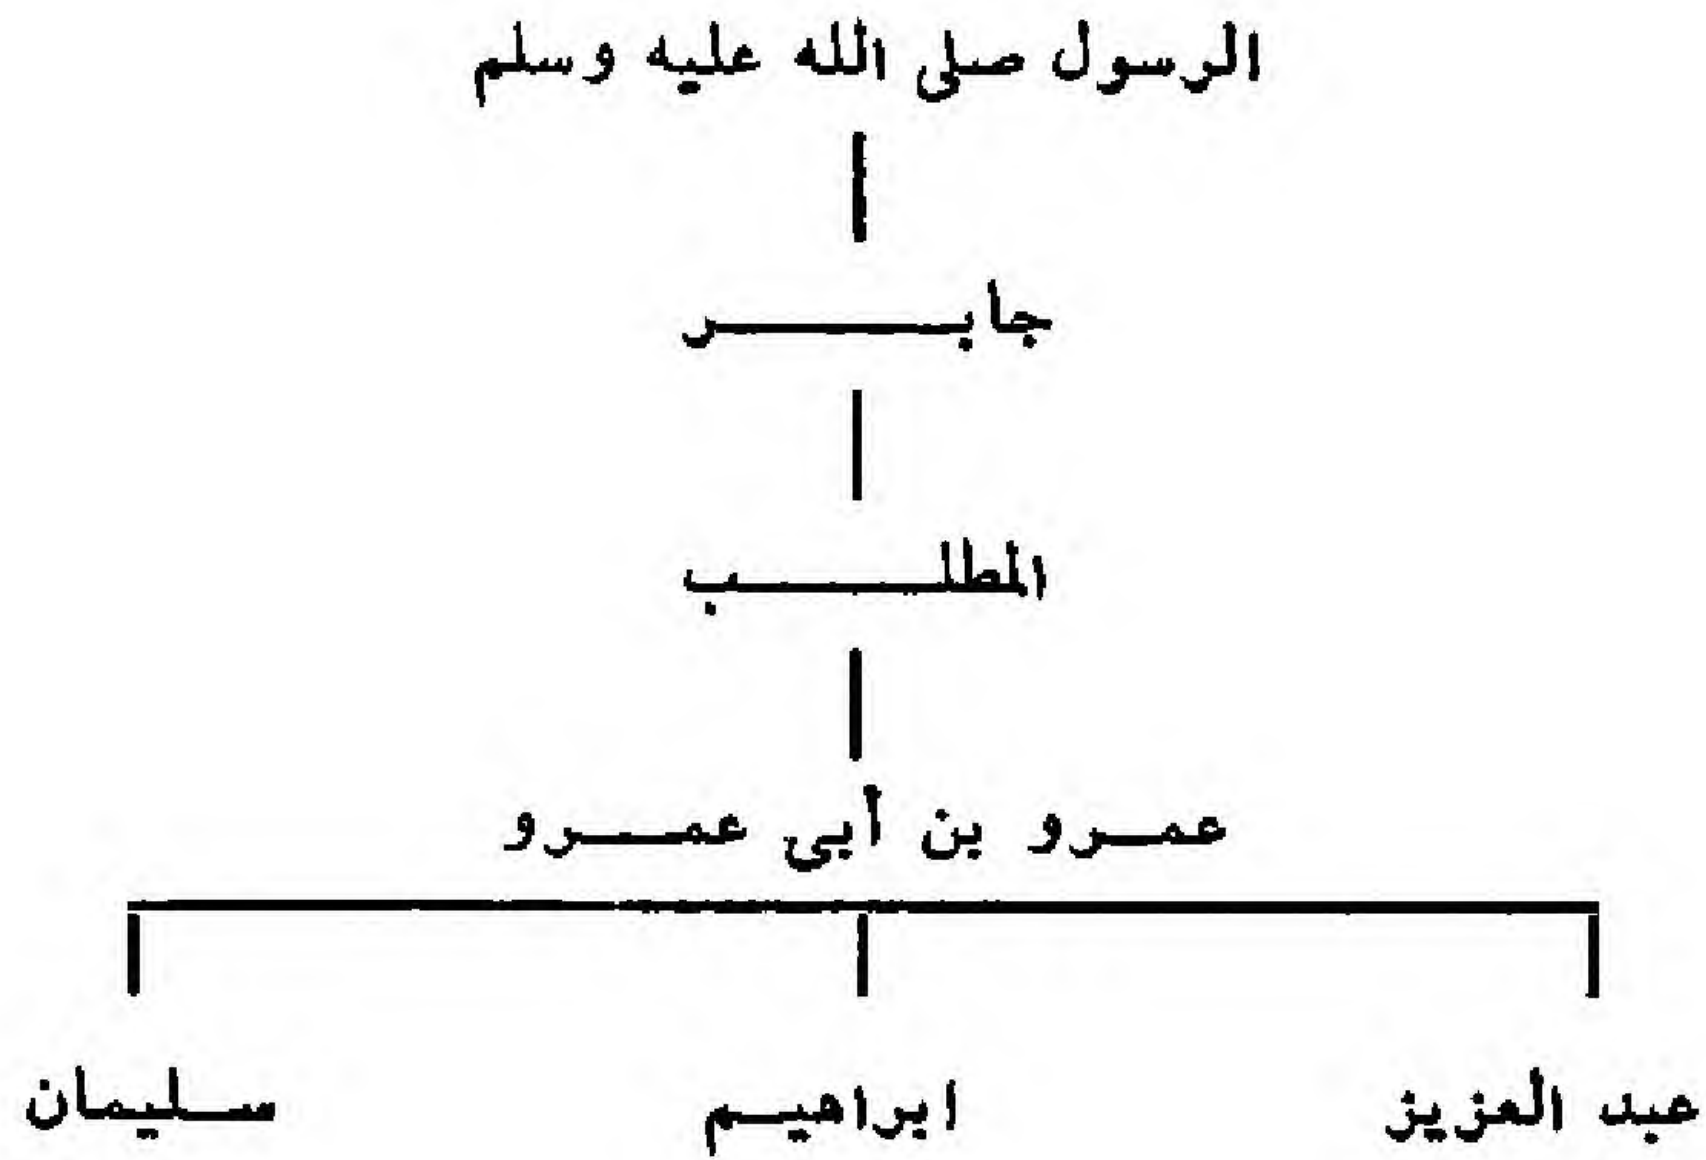 الرسول صلى الله عليه وسلم
جابر
المطلب
عمرو بن أبى عمرو
عبد العزيز ابراهيم سليمان